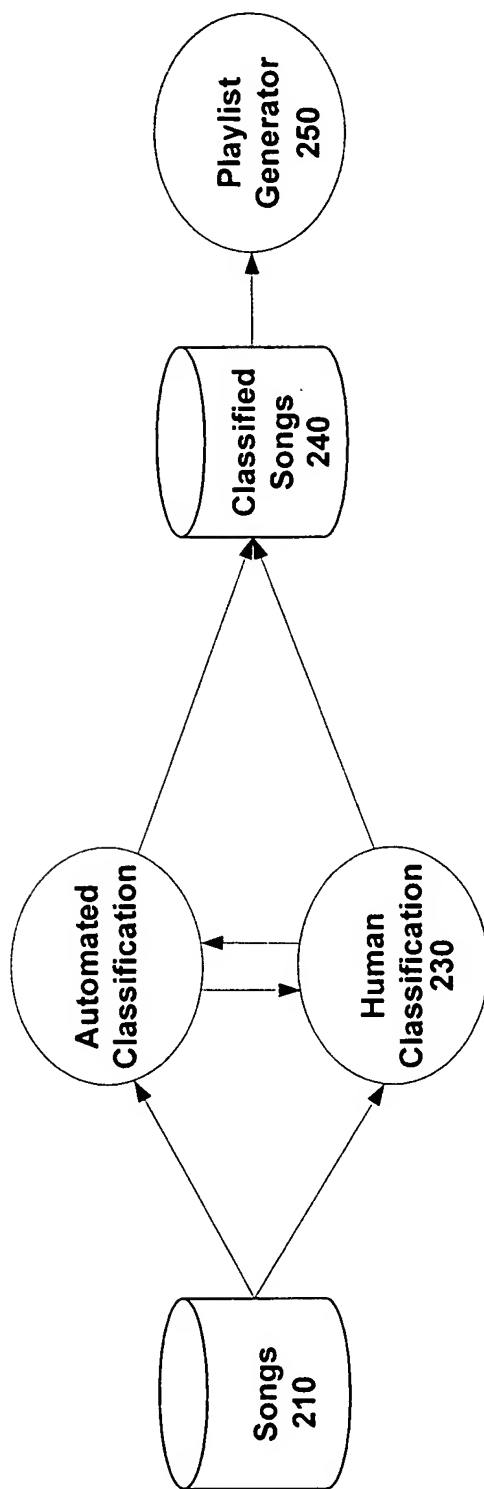 Songs
210
Automated
Classification
Human
Classification
230
Classified
Songs
240
Playlist
Generator
250